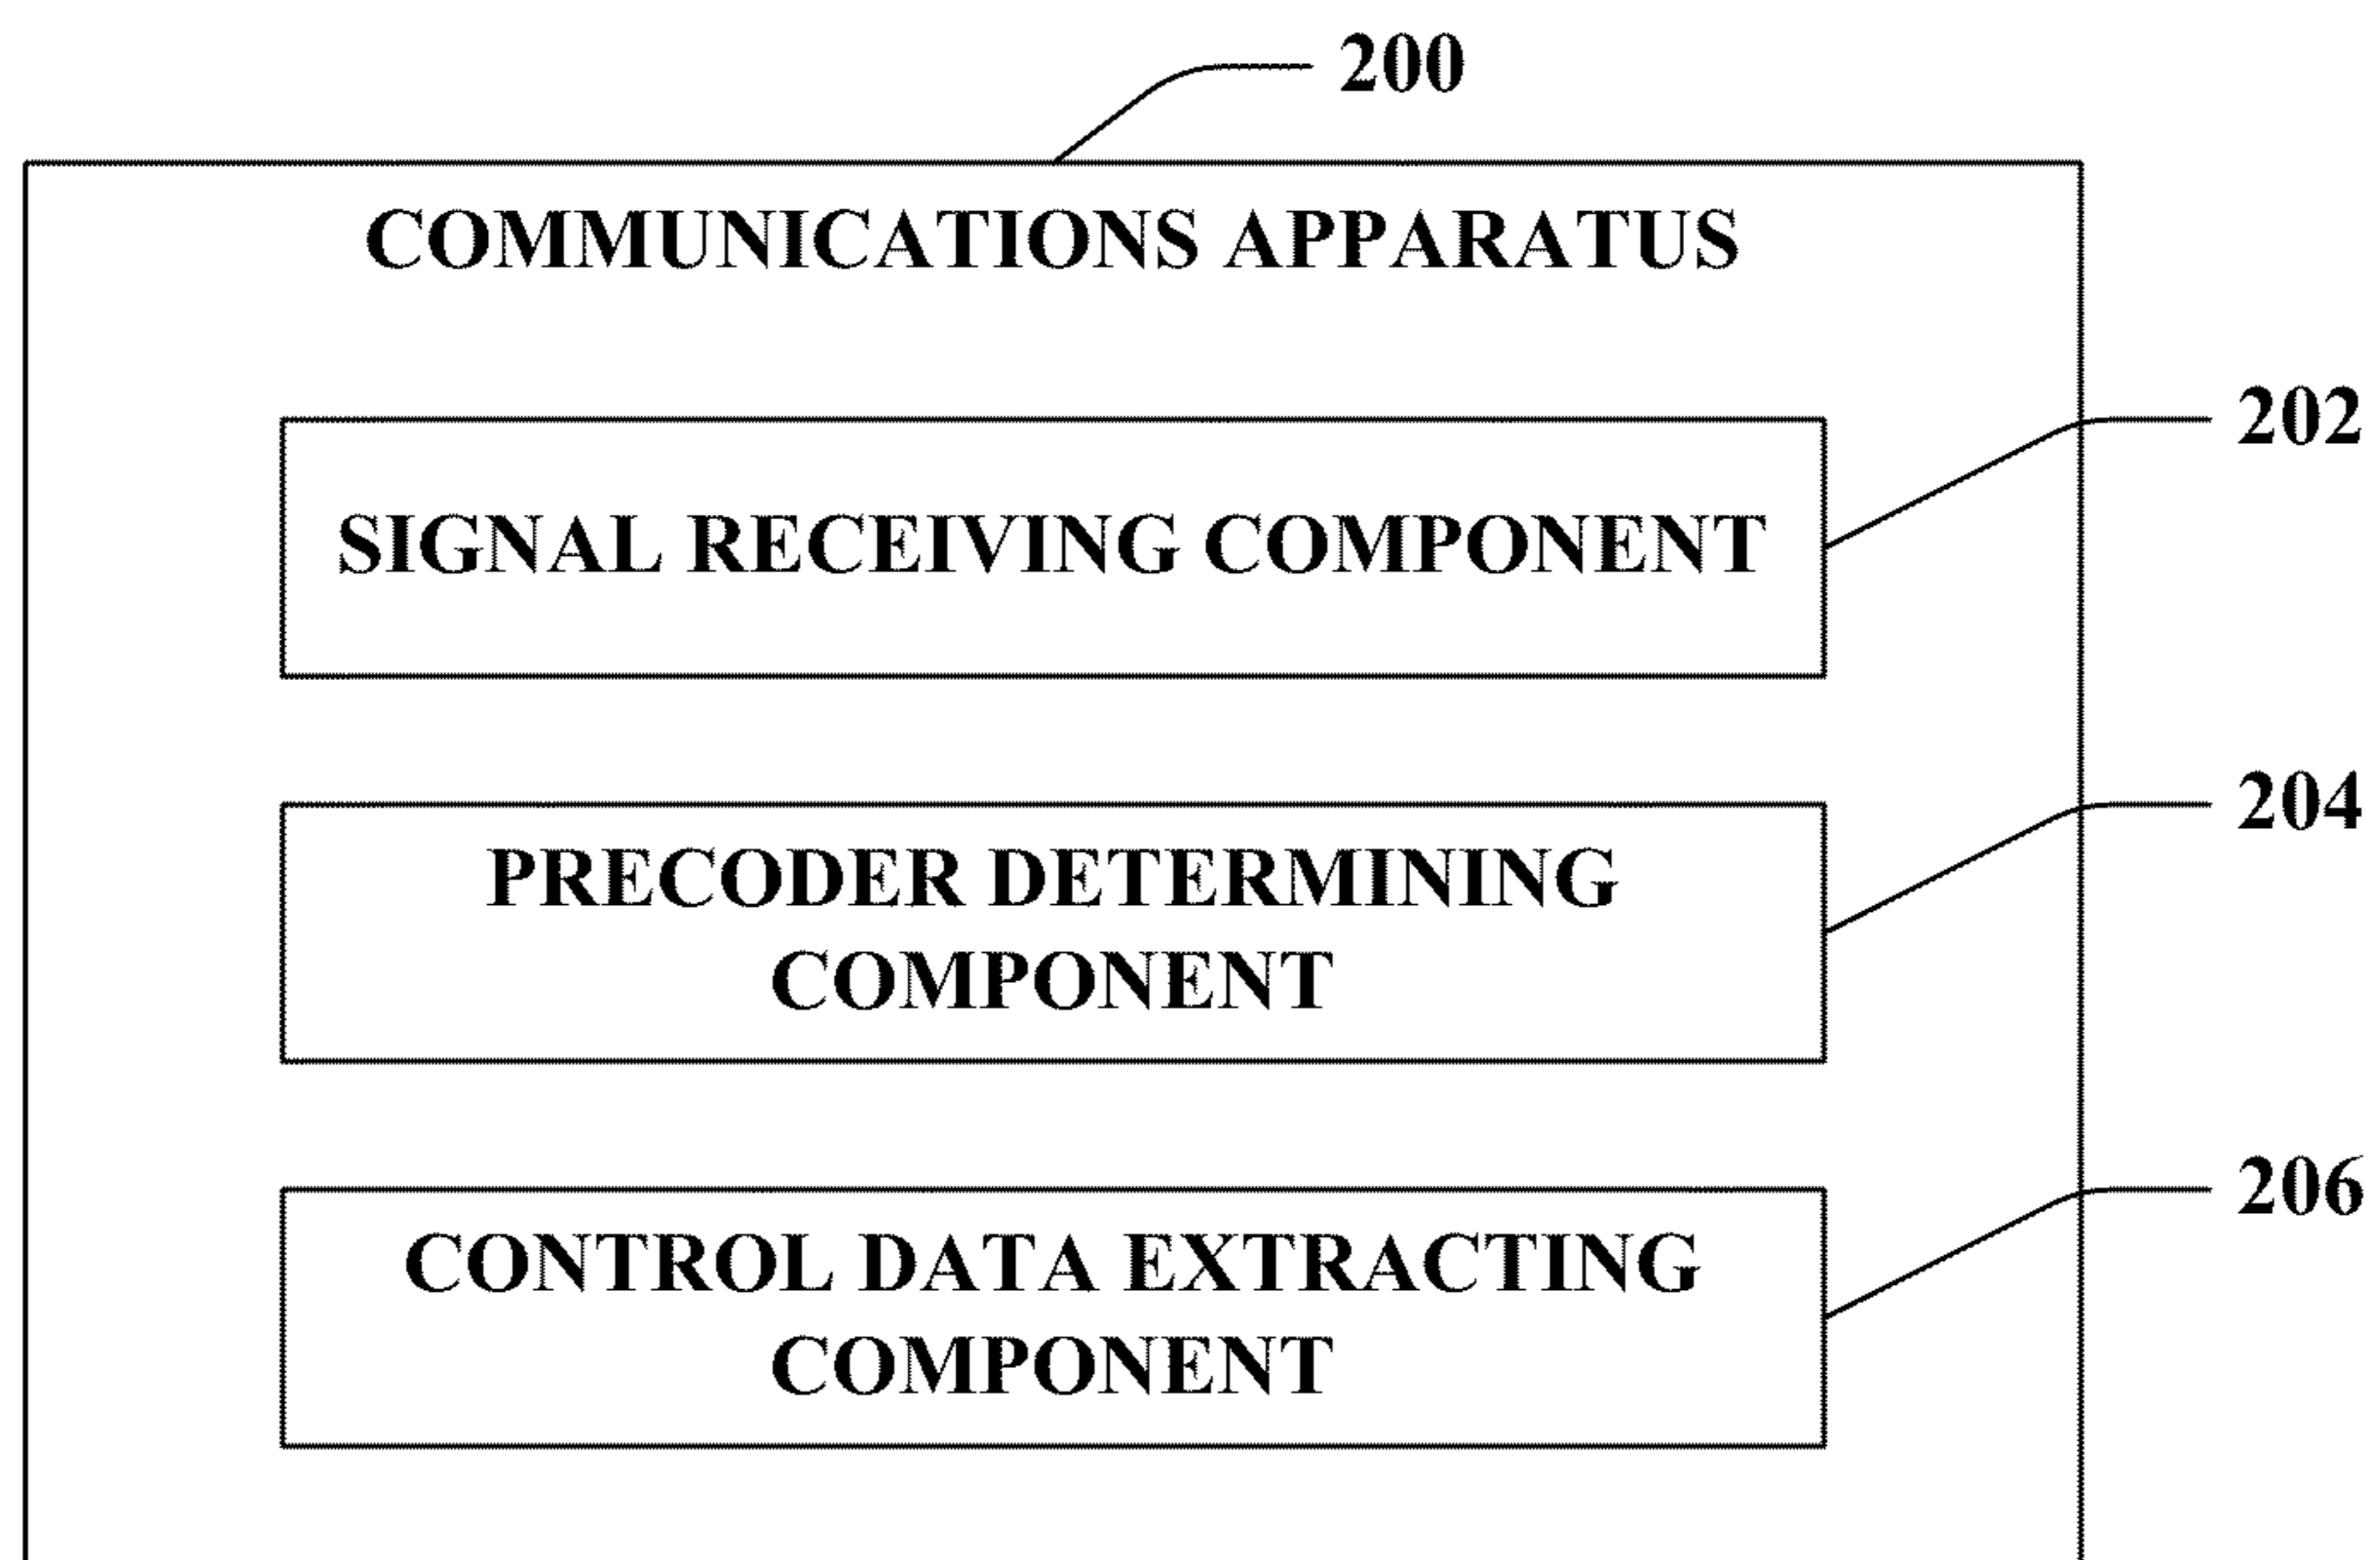 200
COMMUNICATIONS APPARATUS
202
SIGNAL RECEIVING COMPONENT
204
PRECODER DETERMINING
COMPONENT
206
CONTROL DATA EXTRACTING
COMPONENT